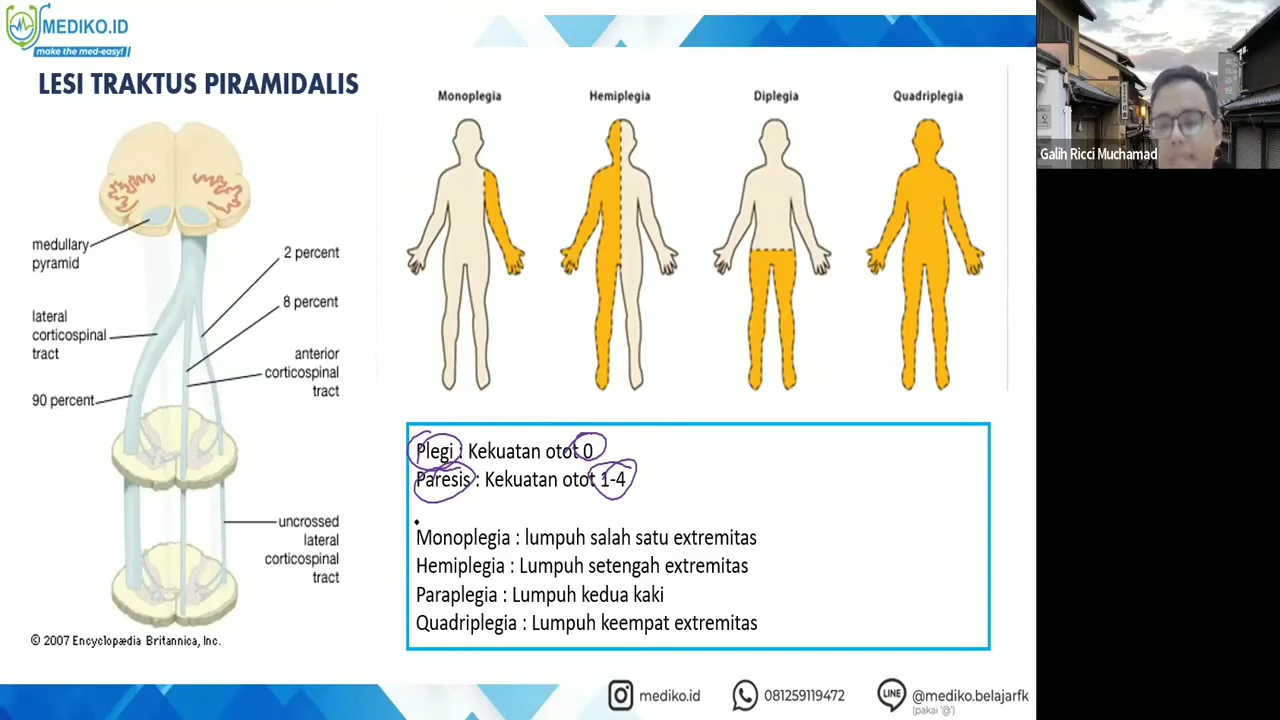 MEDIKO.ID
make the med-easy!
LESI TRAKTUS PIRAMIDALIS
medullary
pyramid
2 percent
8 percent
lateral
corticospinal
tract
anterior
corticospinal
tract
90 percent
uncrossed
lateral
corticospinal
tract
© 2007 Encyclopædia Britannica, Inc.
Monoplegia
Hemiplegia
Diplegia
Quadriplegia
Plegi : Kekuatan otot 0
Paresis : Kekuatan otot 1-4
Monoplegia : lumpuh salah satu extremitas
Hemiplegia : Lumpuh setengah extremitas
Paraplegia : Lumpuh kedua kaki
Quadriplegia : Lumpuh keempat extremitas
mediko.id
081259119472
LINE
@mediko.belajarfk
(pakai '@')
Galih Ricci Muchamad